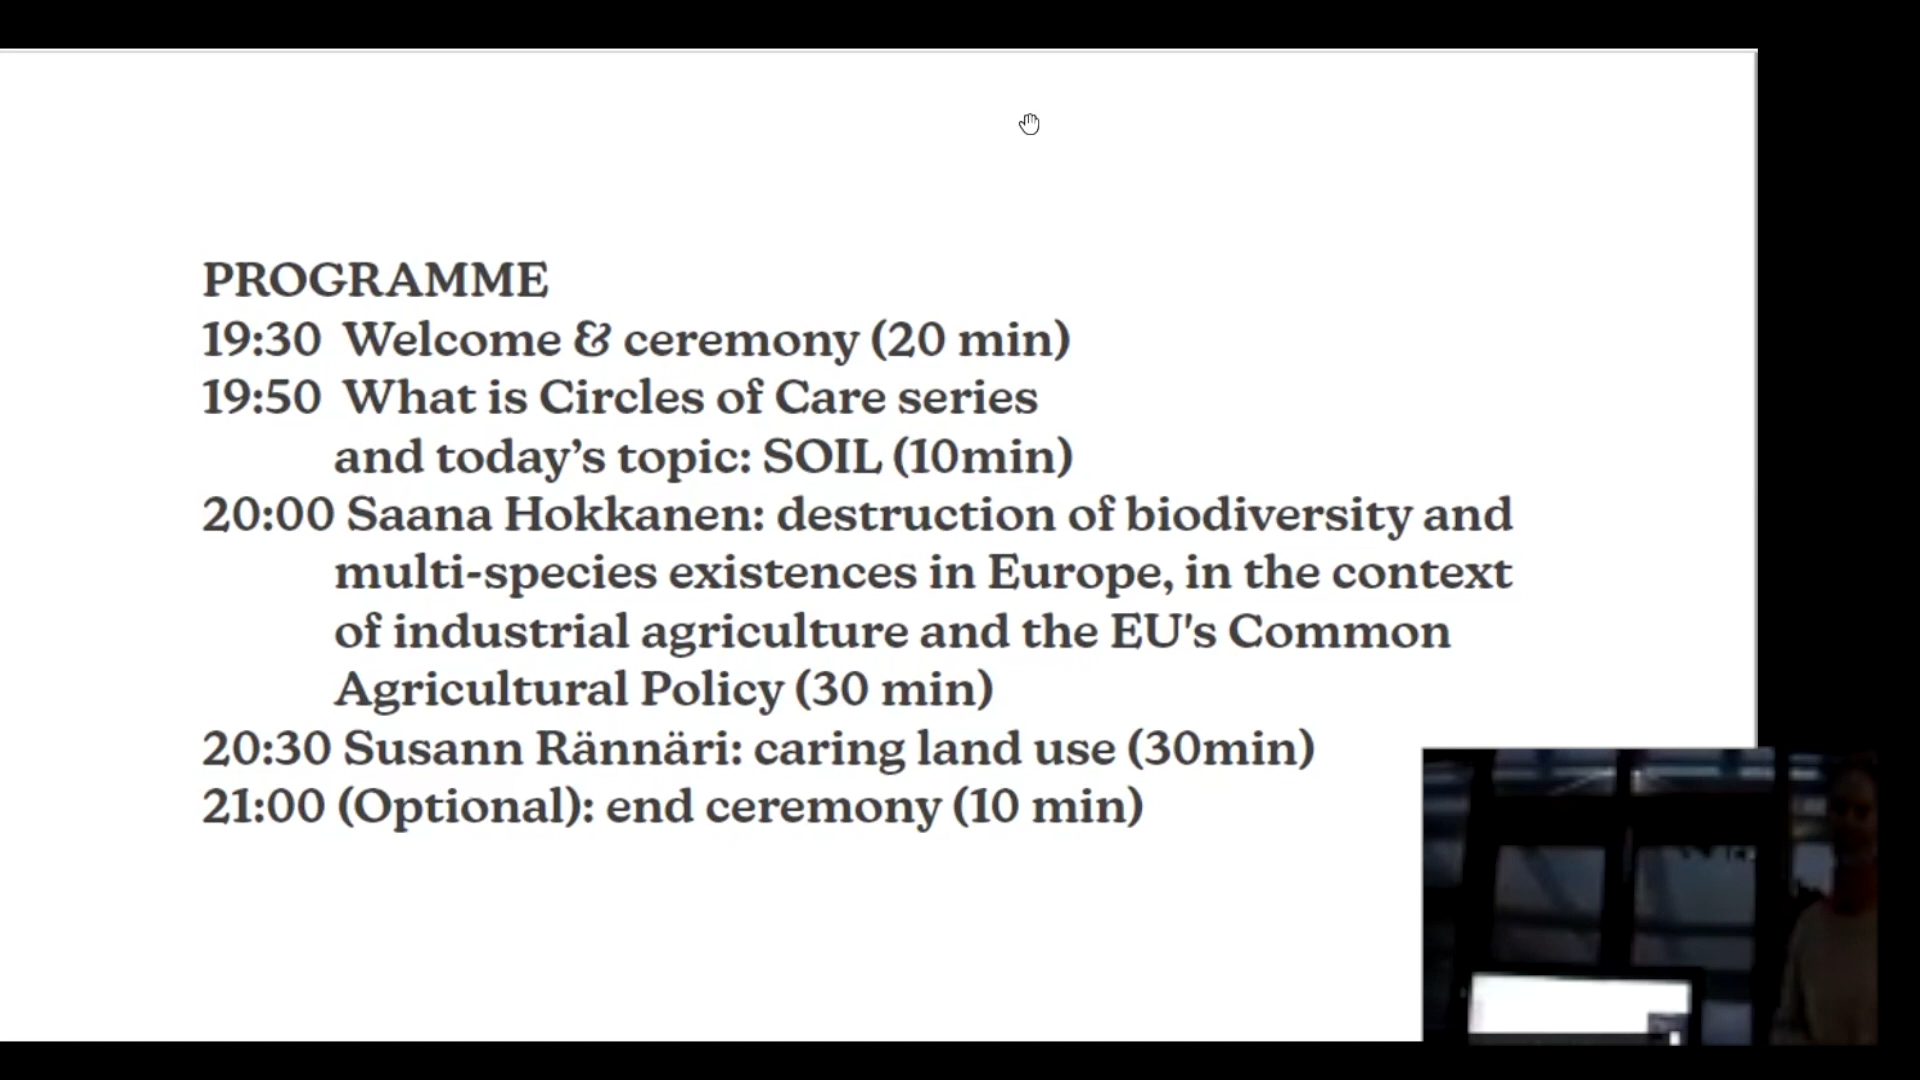 PROGRAMME
19:30 Welcome & ceremony (20 min)
19:50 What is Circles of Care series
and today’s topic: SOIL (10min)
20:00 Saana Hokkanen: destruction of biodiversity and
multi-species existences in Europe, in the context
of industrial agriculture and the EU's Common
Agricultural Policy (30 min)
20:30 Susann Rännäri: caring land use (30min)
21:00 (Optional): end ceremony (10 min)